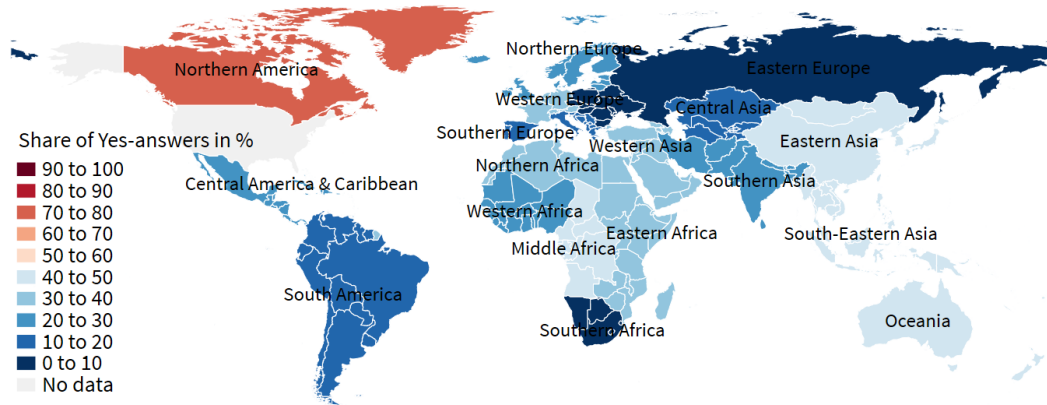 Northern Europe
Northern America
Eastern Europe
Western Europe
Central Asia
Southern Europe
Share of Yes-answers in %
Western Asia
Eastern Asia
90 to 100
Northern Africa
80 to 90
Central America & Caribbean
Southern Asia
70 to 80
60 to 70
Western Africa
50 to 60
Eastern Africa
South-Eastern Asia
40 to 50
Middle Africa
30 to 40
South America
20 to 30
Oceania
10 to 20
Southern Africa
0 to 10
No data